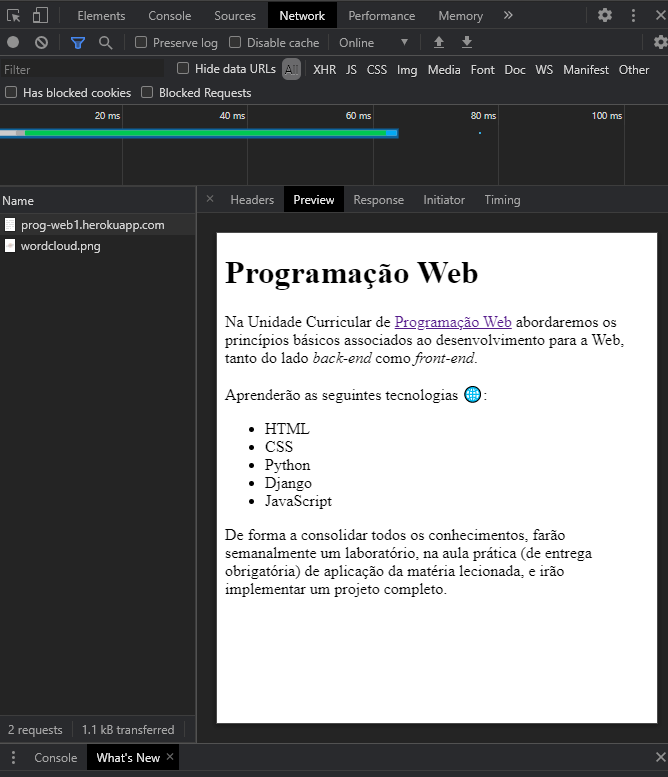 Elements Console Sources Network Performance Memory
Preserve log Disable cache Online
Filter Hide data URLs All XHR JS CSS Img Media Font Doc WS Manifest Other
Has blocked cookies Blocked Requests
20 ms 40 ms 60 ms 80 ms 100 ms
Name
× Headers Preview Response Initiator Timing
prog-web1.herokuapp.com
wordcloud.png
Programação Web
Na Unidade Curricular de Programação Web abordaremos os
princípios básicos associados ao desenvolvimento para a Web,
tanto do lado back-end como front-end.
Aprenderão as seguintes tecnologias 🌐:
• HTML
• CSS
• Python
• Django
• JavaScript
De forma a consolidar todos os conhecimentos, farão
semanalmente um laboratório, na aula prática (de entrega
obrigatória) de aplicação da matéria lecionada, e irão
implementar um projeto completo.
2 requests 1.1 kB transferred
Console What's New ×